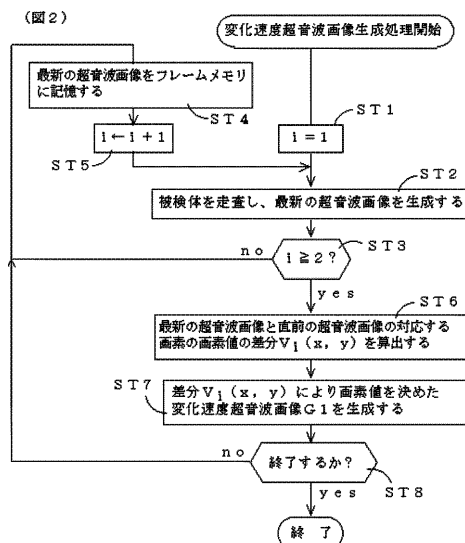 (図2)
変化速度超音波画像生成処理開始
最新の超音波画像をフレームメモリ
に記憶する
ST4
ST1
i←i+1
i=1
ST5
ST2
被検体を走査し、最新の超音波画像を生成する
ST3
no
i≧2?
yes
ST6
最新の超音波画像と直前の超音波画像の対応する
画素の画素値の差分Vi(x, y)を算出する
ST7
差分Vi(x, y)により画素値を決めた
変化速度超音波画像G1を生成する
no
終了するか?
ST8
yes
終 了